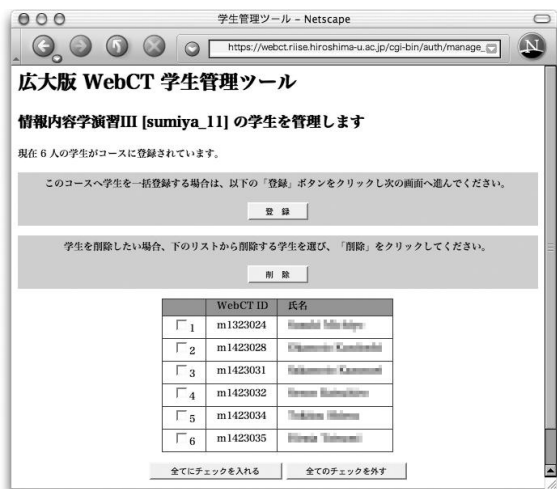 学生管理ツール - Netscape
https://webct.riise.hiroshima-u.ac.jp/cgi-bin/auth/manage_
N
広大版 WebCT 学生管理ツール
情報内容学演習III [sumiya_11] の学生を管理します
現在 6 人の学生がコースに登録されています。
このコースへ学生を一括登録する場合は、以下の「登録」ボタンをクリックし次の画面へ進んでください。
登 録
学生を削除したい場合、下のリストから削除する学生を選び、「削除」をクリックしてください。
削 除
WebCT ID 氏名
1 m1323024
2 m1423028
3 m1423031
4 m1423032
5 m1423034
6 m1423035
全てにチェックを入れる 全てのチェックを外す